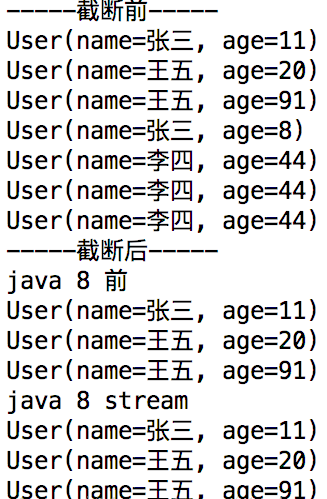 -----截断前-----
User(name=张三, age=11)
User(name=王五, age=20)
User(name=王五, age=91)
User(name=张三, age=8)
User(name=李四, age=44)
User(name=李四, age=44)
User(name=李四, age=44)
-----截断后-----
java 8 前
User(name=张三, age=11)
User(name=王五, age=20)
User(name=王五, age=91)
java 8 stream
User(name=张三, age=11)
User(name=王五, age=20)
User(name=王五, age=91)